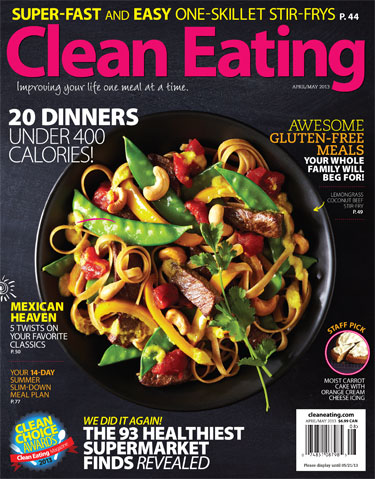 SUPER-FAST AND EASY ONE-SKILLET STIR-FRYS P. 44
Clean Eating
Improving your life one meal at a time.
APRIL/MAY 2013
20 DINNERS
UNDER 400
CALORIES!
AWESOME
GLUTEN-FREE
MEALS
YOUR WHOLE
FAMILY WILL
BEG FOR!
LEMONGRASS
COCONUT BEEF
STIR-FRY
P.49
MEXICAN
HEAVEN
5 TWISTS ON
YOUR FAVORITE
CLASSICS
P.50
YOUR 14-DAY
SUMMER
SLIM-DOWN
MEAL PLAN
P.77
STAFF PICK
MOIST CARROT
CAKE WITH
ORANGE CREAM
CHEESE ICING
CLEAN
CHOICE
AWARDS
Clean Eating Magazine
2013
WE DID IT AGAIN!
THE 93 HEALTHIEST
SUPERMARKET
FINDS REVEALED
cleaneating.com
APRIL/MAY 2013 $6.99 CAN
Please display until 05/21/13